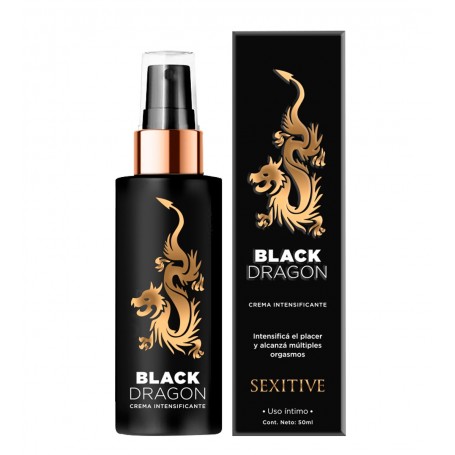 BLACK
DRAGON
CREMA INTENSIFICANTE
BLACK
DRAGON
CREMA INTENSIFICANTE
Intensificá el placer
y alcanzá múltiples
orgasmos
SEXITIVE
• Uso íntimo •
Cont. Neto: 50ml